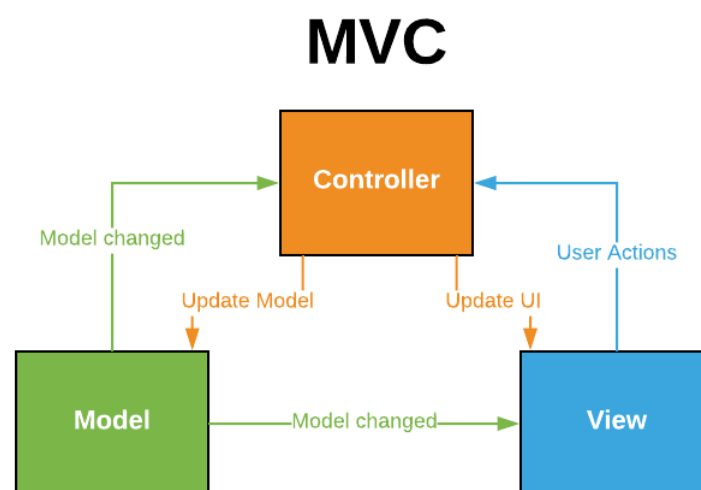 MVC
Controller
Model changed
User Actions
Update Model
Update UI
Model
Model changed
View